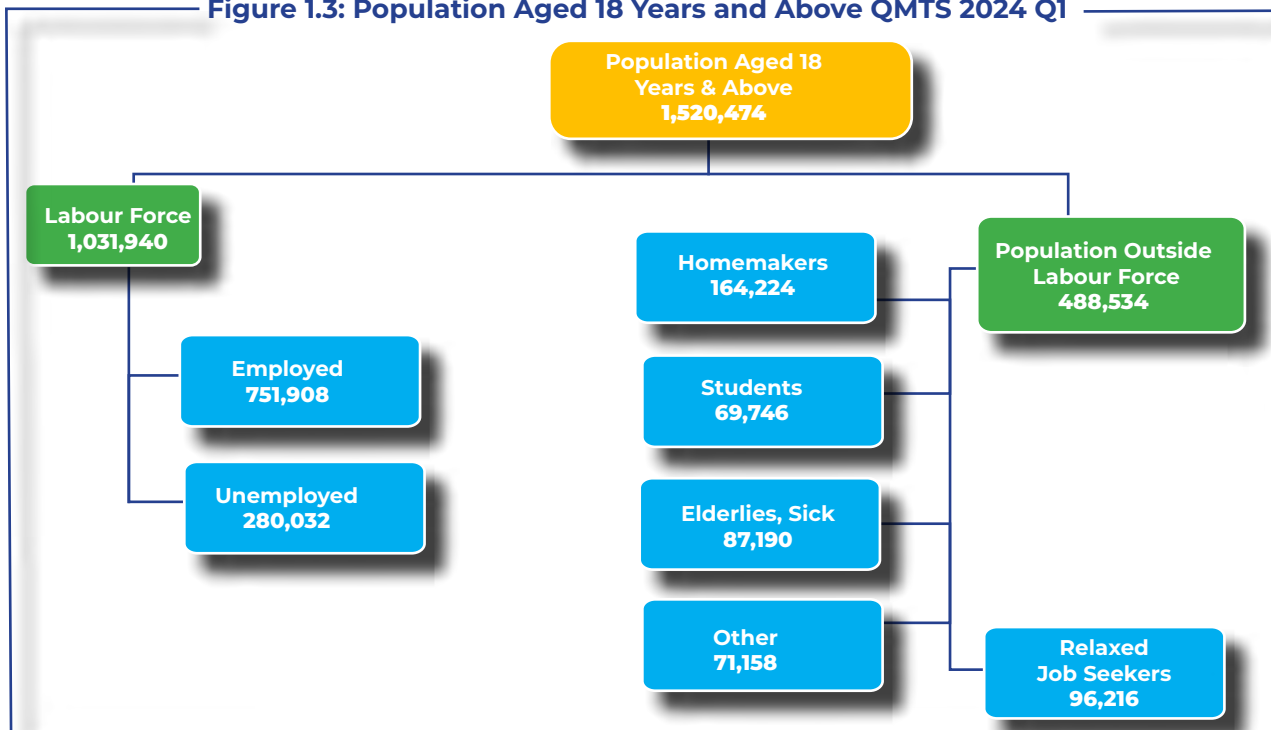 Figure 1.3: Population Aged 18 Years and Above QMTS 2024 Q1
Population Aged 18
Years & Above
1,520,474
Labour Force
1,031,940
Employed
751,908
Unemployed
280,032
Population Outside
Labour Force
488,534
Homemakers
164,224
Students
69,746
Elderlies, Sick
87,190
Other
71,158
Relaxed
Job Seekers
96,216